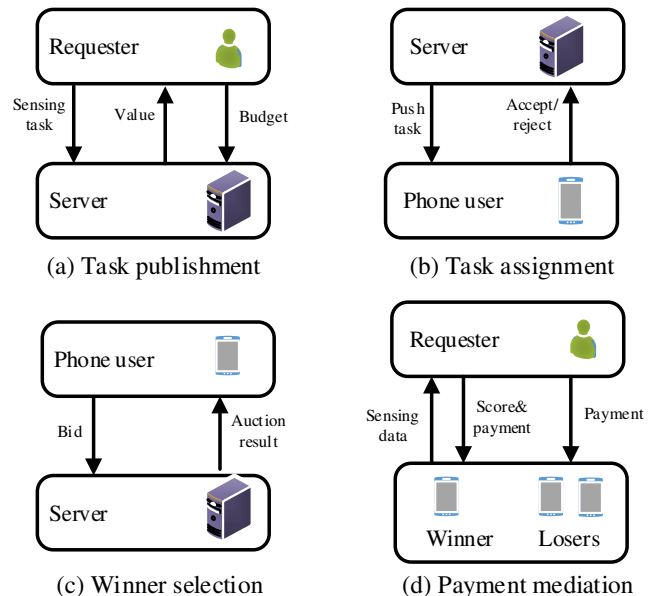 Requester
Sensing
task
Value
Budget
Server
(a) Task publishment
Server
Push
task
Accept/
reject
Phone user
(b) Task assignment
Phone user
Bid
Auction
result
Server
(c) Winner selection
Requester
Sensing
data
Score&
payment
Payment
Winner
Losers
(d) Payment mediation